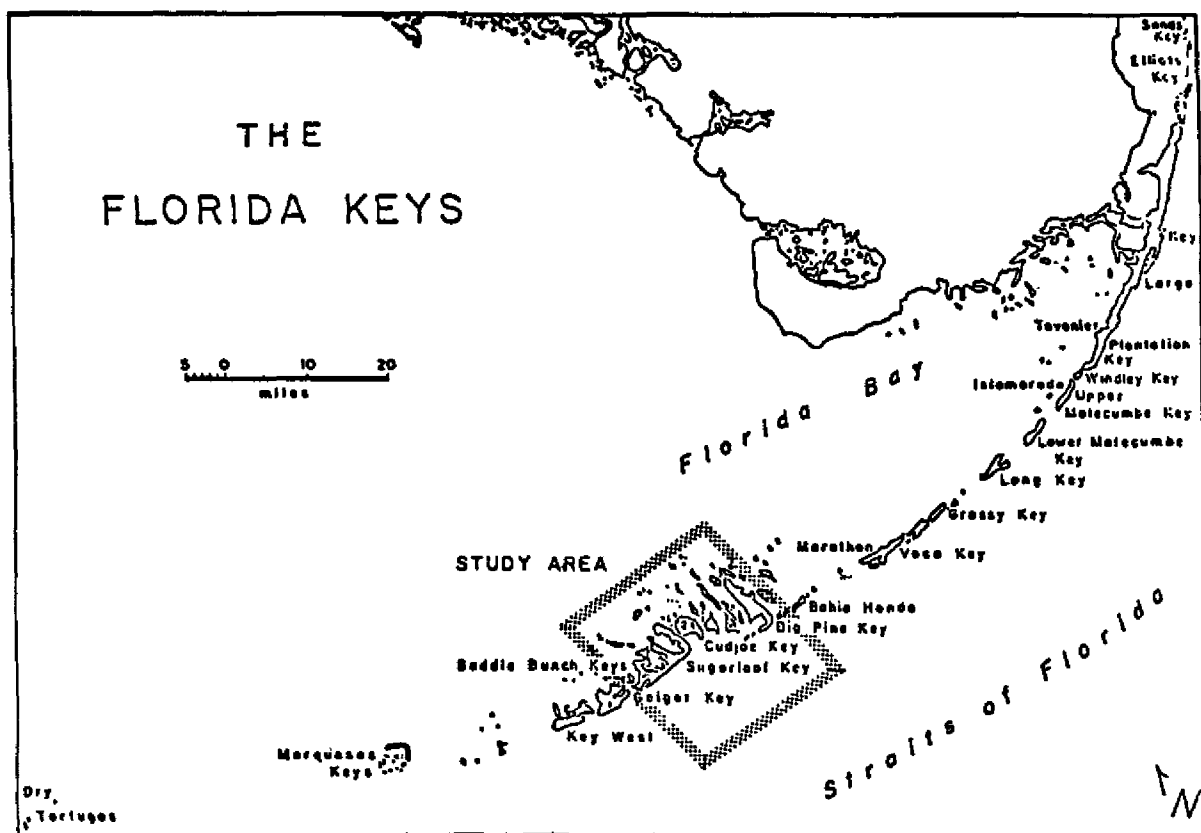 THE
FLORIDA KEYS
Sands
Key
Elliott
Key
Key
Largo
Tavenier
Plantation
Key
Islamorada
Windley Key
Upper
Matecumbe Key
Lower Matecumbe
Key
Long Key
Grassy Key
Marathon
Vaca Key
Bahia Honda
Big Pine Key
Cudjoe Key
Sugarloaf Key
Saddle Bunch Keys
Geiger Key
Key West
Marquesas
Keys
Dry
Tortugas
5 0 10 20
miles
Florida Bay
STUDY AREA
Straits of Florida
N